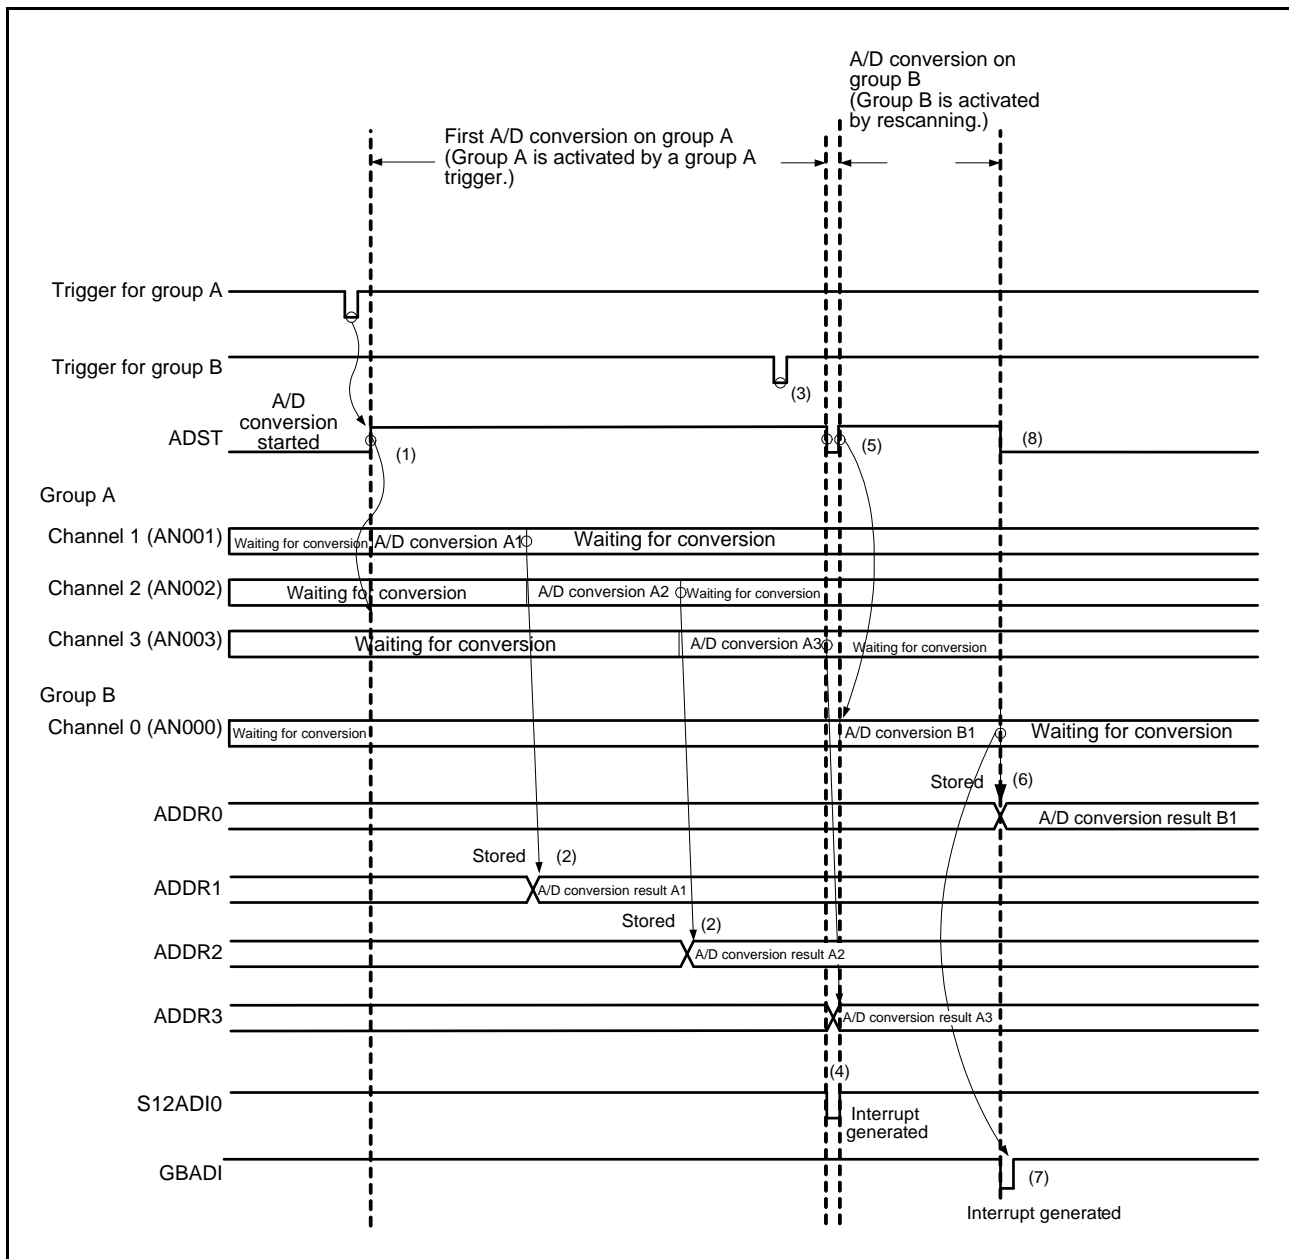 A/D conversion on
group B
(Group B is activated
by rescanning.)
First A/D conversion on group A
(Group A is activated by a group A
trigger.)
Trigger for group A
Trigger for group B
(3)
A/D
conversion
started
ADST
(1)
(5)
(8)
Group A
Channel 1 (AN001)
Waiting for conversion
A/D conversion A1
Waiting for conversion
Channel 2 (AN002)
Waiting for conversion
A/D conversion A2
Waiting for conversion
Channel 3 (AN003)
Waiting for conversion
A/D conversion A3
Waiting for conversion
Group B
Channel 0 (AN000)
Waiting for conversion
A/D conversion B1
Waiting for conversion
Stored
(6)
ADDR0
A/D conversion result B1
Stored
(2)
ADDR1
A/D conversion result A1
Stored
(2)
ADDR2
A/D conversion result A2
ADDR3
A/D conversion result A3
(4)
S12ADI0
Interrupt
generated
GBADI
(7)
Interrupt generated